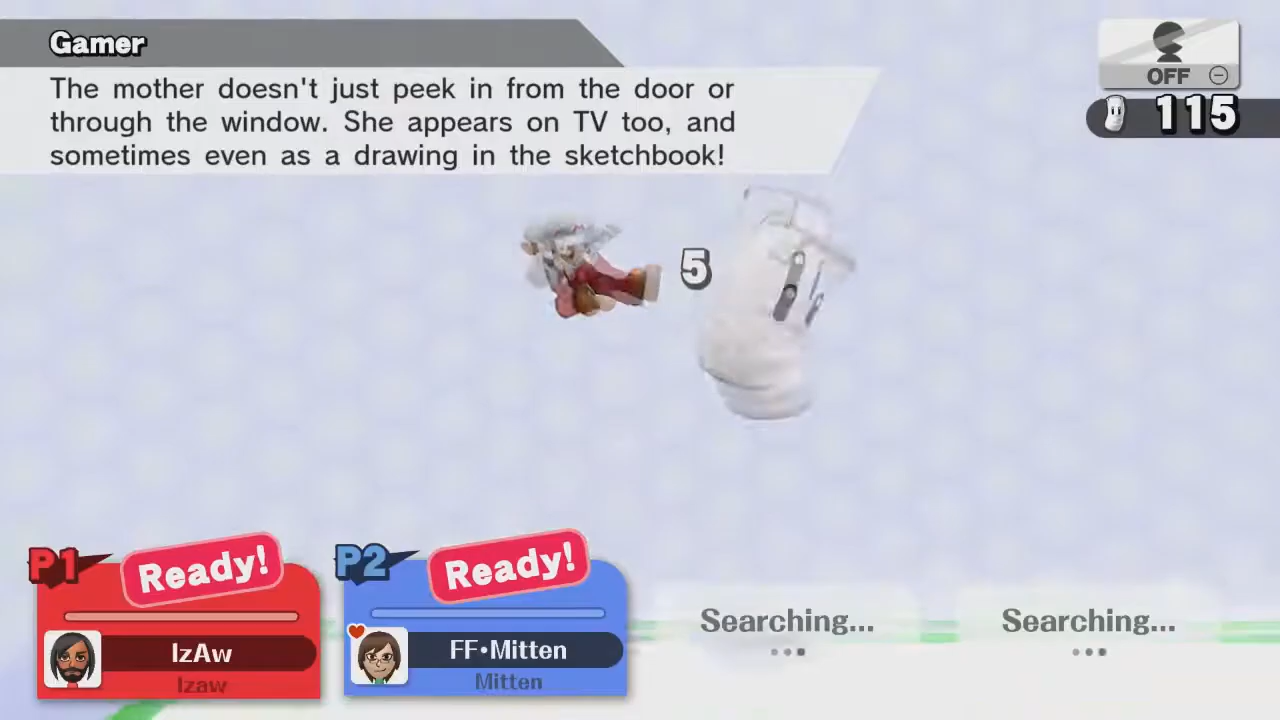 Gamer
The mother doesn't just peek in from the door or
through the window. She appears on TV too, and
sometimes even as a drawing in the sketchbook!
OFF
115
5
P1 Ready!
IzAw
Izaw
P2 Ready!
FF•Mitten
Mitten
Searching...
Searching...